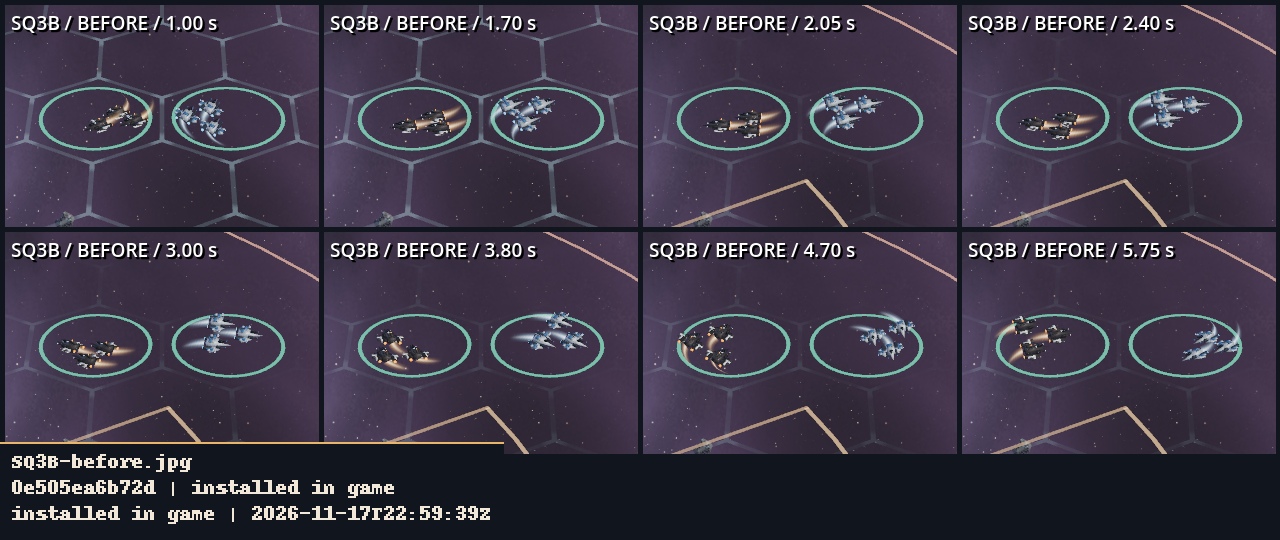 SQ3B / BEFORE / 1.00 s
SQ3B / BEFORE / 1.70 s
SQ3B / BEFORE / 2.05 s
SQ3B / BEFORE / 2.40 s
SQ3B / BEFORE / 3.00 s
SQ3B / BEFORE / 3.80 s
SQ3B / BEFORE / 4.70 s
SQ3B / BEFORE / 5.75 s
SQ3B-before.jpg
0e505ea6b72d | installed in game
installed in game | 2026-11-17T22:59:39Z